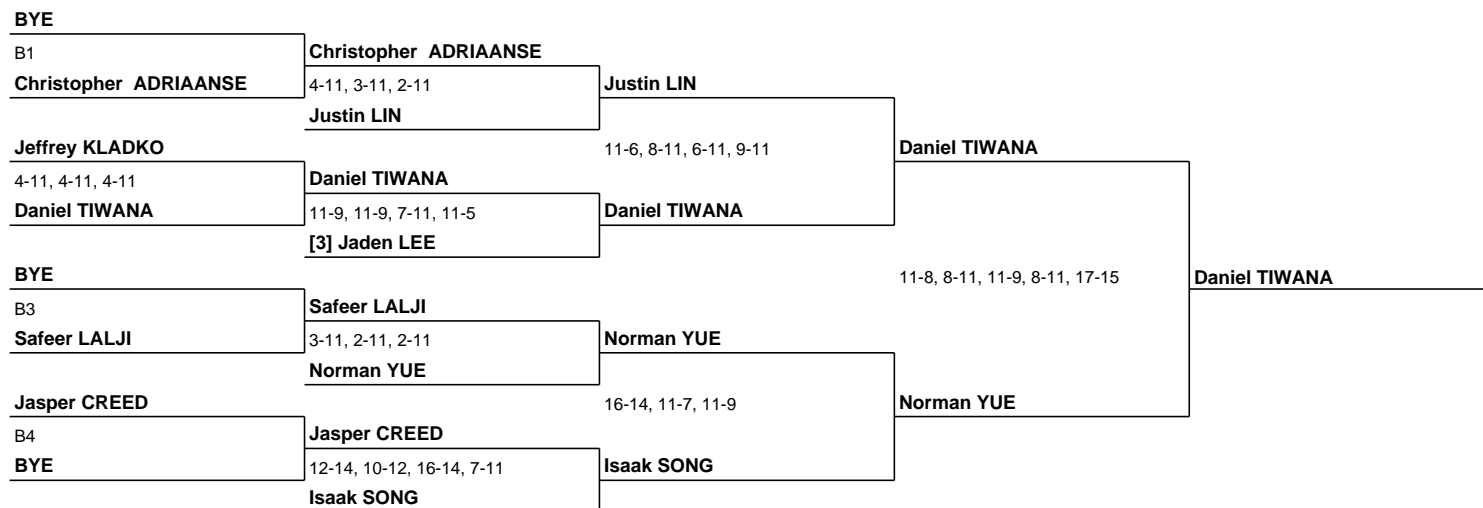 BYE
B1
Christopher  ADRIAANSE
Christopher  ADRIAANSE
4-11, 3-11, 2-11
Justin LIN
Justin LIN
Jeffrey KLADKO
4-11, 4-11, 4-11
Daniel TIWANA
Daniel TIWANA
11-9, 11-9, 7-11, 11-5
[3] Jaden LEE
11-6, 8-11, 6-11, 9-11
Daniel TIWANA
Daniel TIWANA
BYE
B3
Safeer LALJI
Safeer LALJI
3-11, 2-11, 2-11
Norman YUE
Norman YUE
Jasper CREED
B4
BYE
Jasper CREED
12-14, 10-12, 16-14, 7-11
Isaak SONG
16-14, 11-7, 11-9
Isaak SONG
Norman YUE
11-8, 8-11, 11-9, 8-11, 17-15
Daniel TIWANA